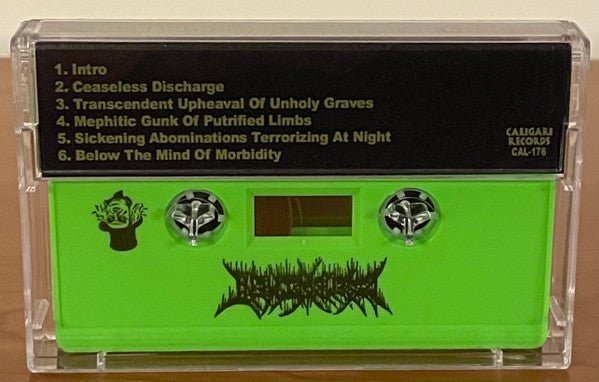 1. Intro
2. Ceaseless Discharge
3. Transcendent Upheaval Of Unholy Graves
4. Mephitic Gunk Of Putrified Limbs
5. Sickening Abominations Terrorizing At Night
6. Below The Mind Of Morbidity
CALIGARI
RECORDS
CAL-176